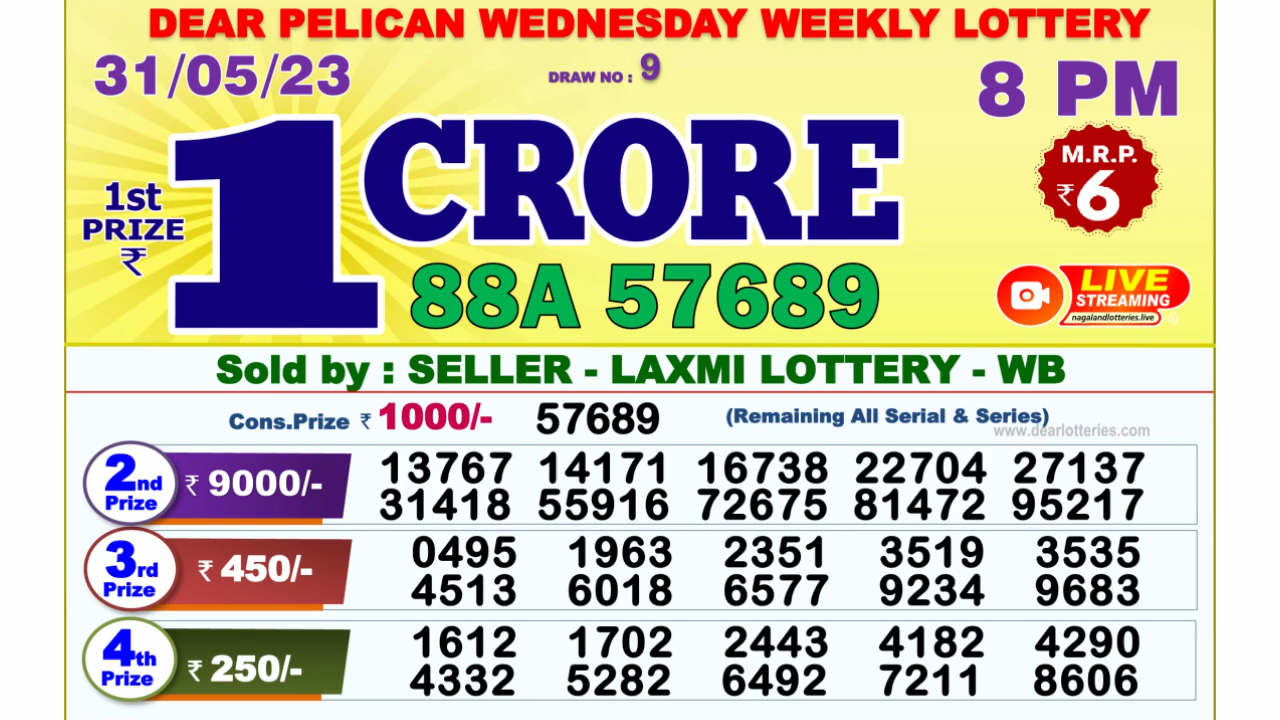 DEAR PELICAN WEDNESDAY WEEKLY LOTTERY
31/05/23
DRAW NO : 9
8 PM
1st
PRIZE
₹
1 CRORE
M.R.P.
₹ 6
88A 57689
LIVE
STREAMING
nagalandlotteries.live
Sold by : SELLER - LAXMI LOTTERY - WB
Cons.Prize ₹ 1000/- 57689 (Remaining All Serial & Series)
www.dearlotteries.com
2nd
Prize
₹ 9000/-
13767 14171 16738 22704 27137
31418 55916 72675 81472 95217
3rd
Prize
₹ 450/-
0495 1963 2351 3519 3535
4513 6018 6577 9234 9683
4th
Prize
₹ 250/-
1612 1702 2443 4182 4290
4332 5282 6492 7211 8606